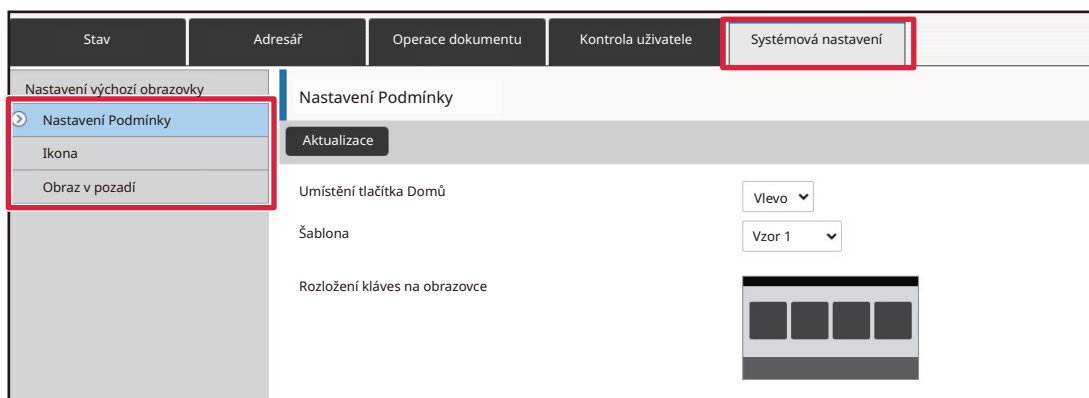 Stav
Adresář
Operace dokumentu
Kontrola uživatele
Systémová nastavení
Nastavení výchozí obrazovky
Nastavení Podmínky
Ikona
Obraz v pozadí
Nastavení Podmínky
Aktualizace
Umístění tlačítka Domů
Vlevo
Šablona
Vzor 1
Rozložení kláves na obrazovce